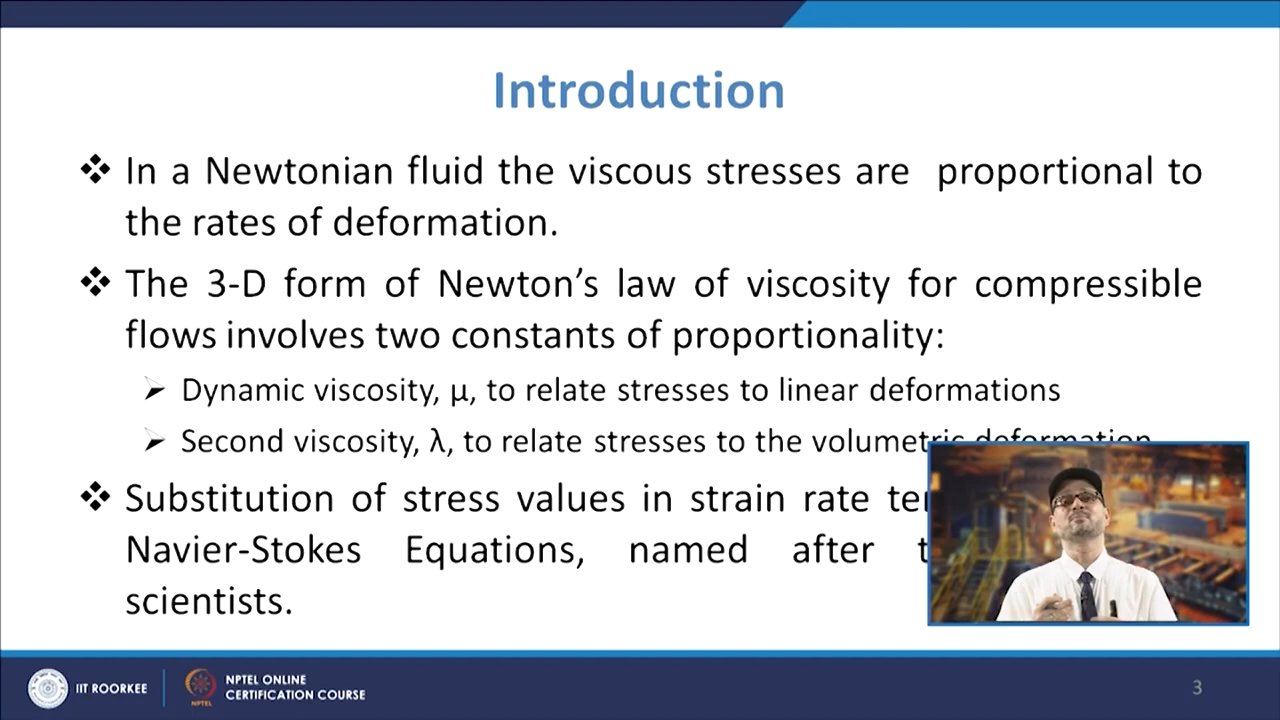 Introduction
❖ In a Newtonian fluid the viscous stresses are proportional to
the rates of deformation.
❖ The 3-D form of Newton's law of viscosity for compressible
flows involves two constants of proportionality:
➢ Dynamic viscosity, μ, to relate stresses to linear deformations
➢ Second viscosity, λ, to relate stresses to the volumetric deformation
❖ Substitution of stress values in strain rate
Navier-Stokes Equations, named after
scientists.
IIT ROORKEE
NPTEL
NPTEL ONLINE
CERTIFICATION COURSE
3